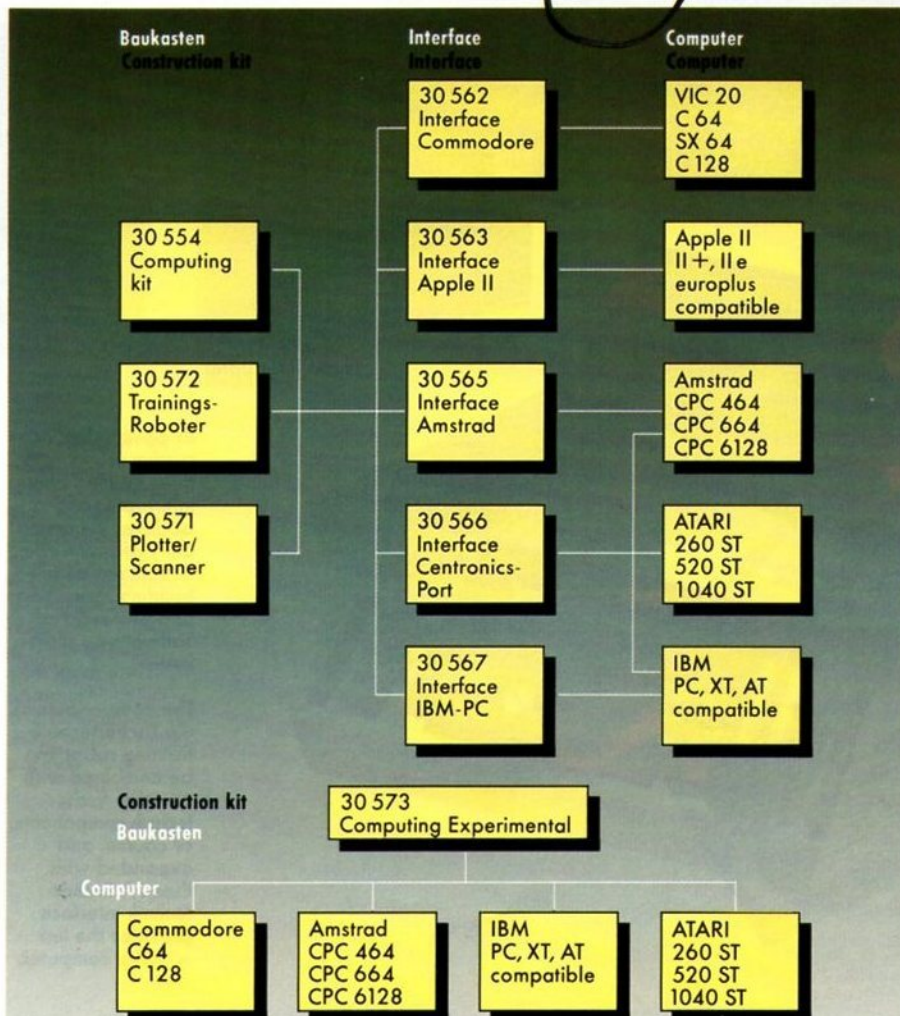 Baukasten
Construction kit
Interface
Interface
Computer
Computer
30 562
Interface
Commodore
VIC 20
C 64
SX 64
C 128
30 554
Computing
kit
30 563
Interface
Apple II
Apple II
II +, II e
europlus
compatible
30 572
Trainings-
Roboter
30 565
Interface
Amstrad
Amstrad
CPC 464
CPC 664
CPC 6128
30 571
Plotter/
Scanner
30 566
Interface
Centronics-
Port
ATARI
260 ST
520 ST
1040 ST
30 567
Interface
IBM-PC
IBM
PC, XT, AT
compatible
Construction kit
Baukasten
30 573
Computing Experimental
Computer
Commodore
C64
C 128
Amstrad
CPC 464
CPC 664
CPC 6128
IBM
PC, XT, AT
compatible
ATARI
260 ST
520 ST
1040 ST